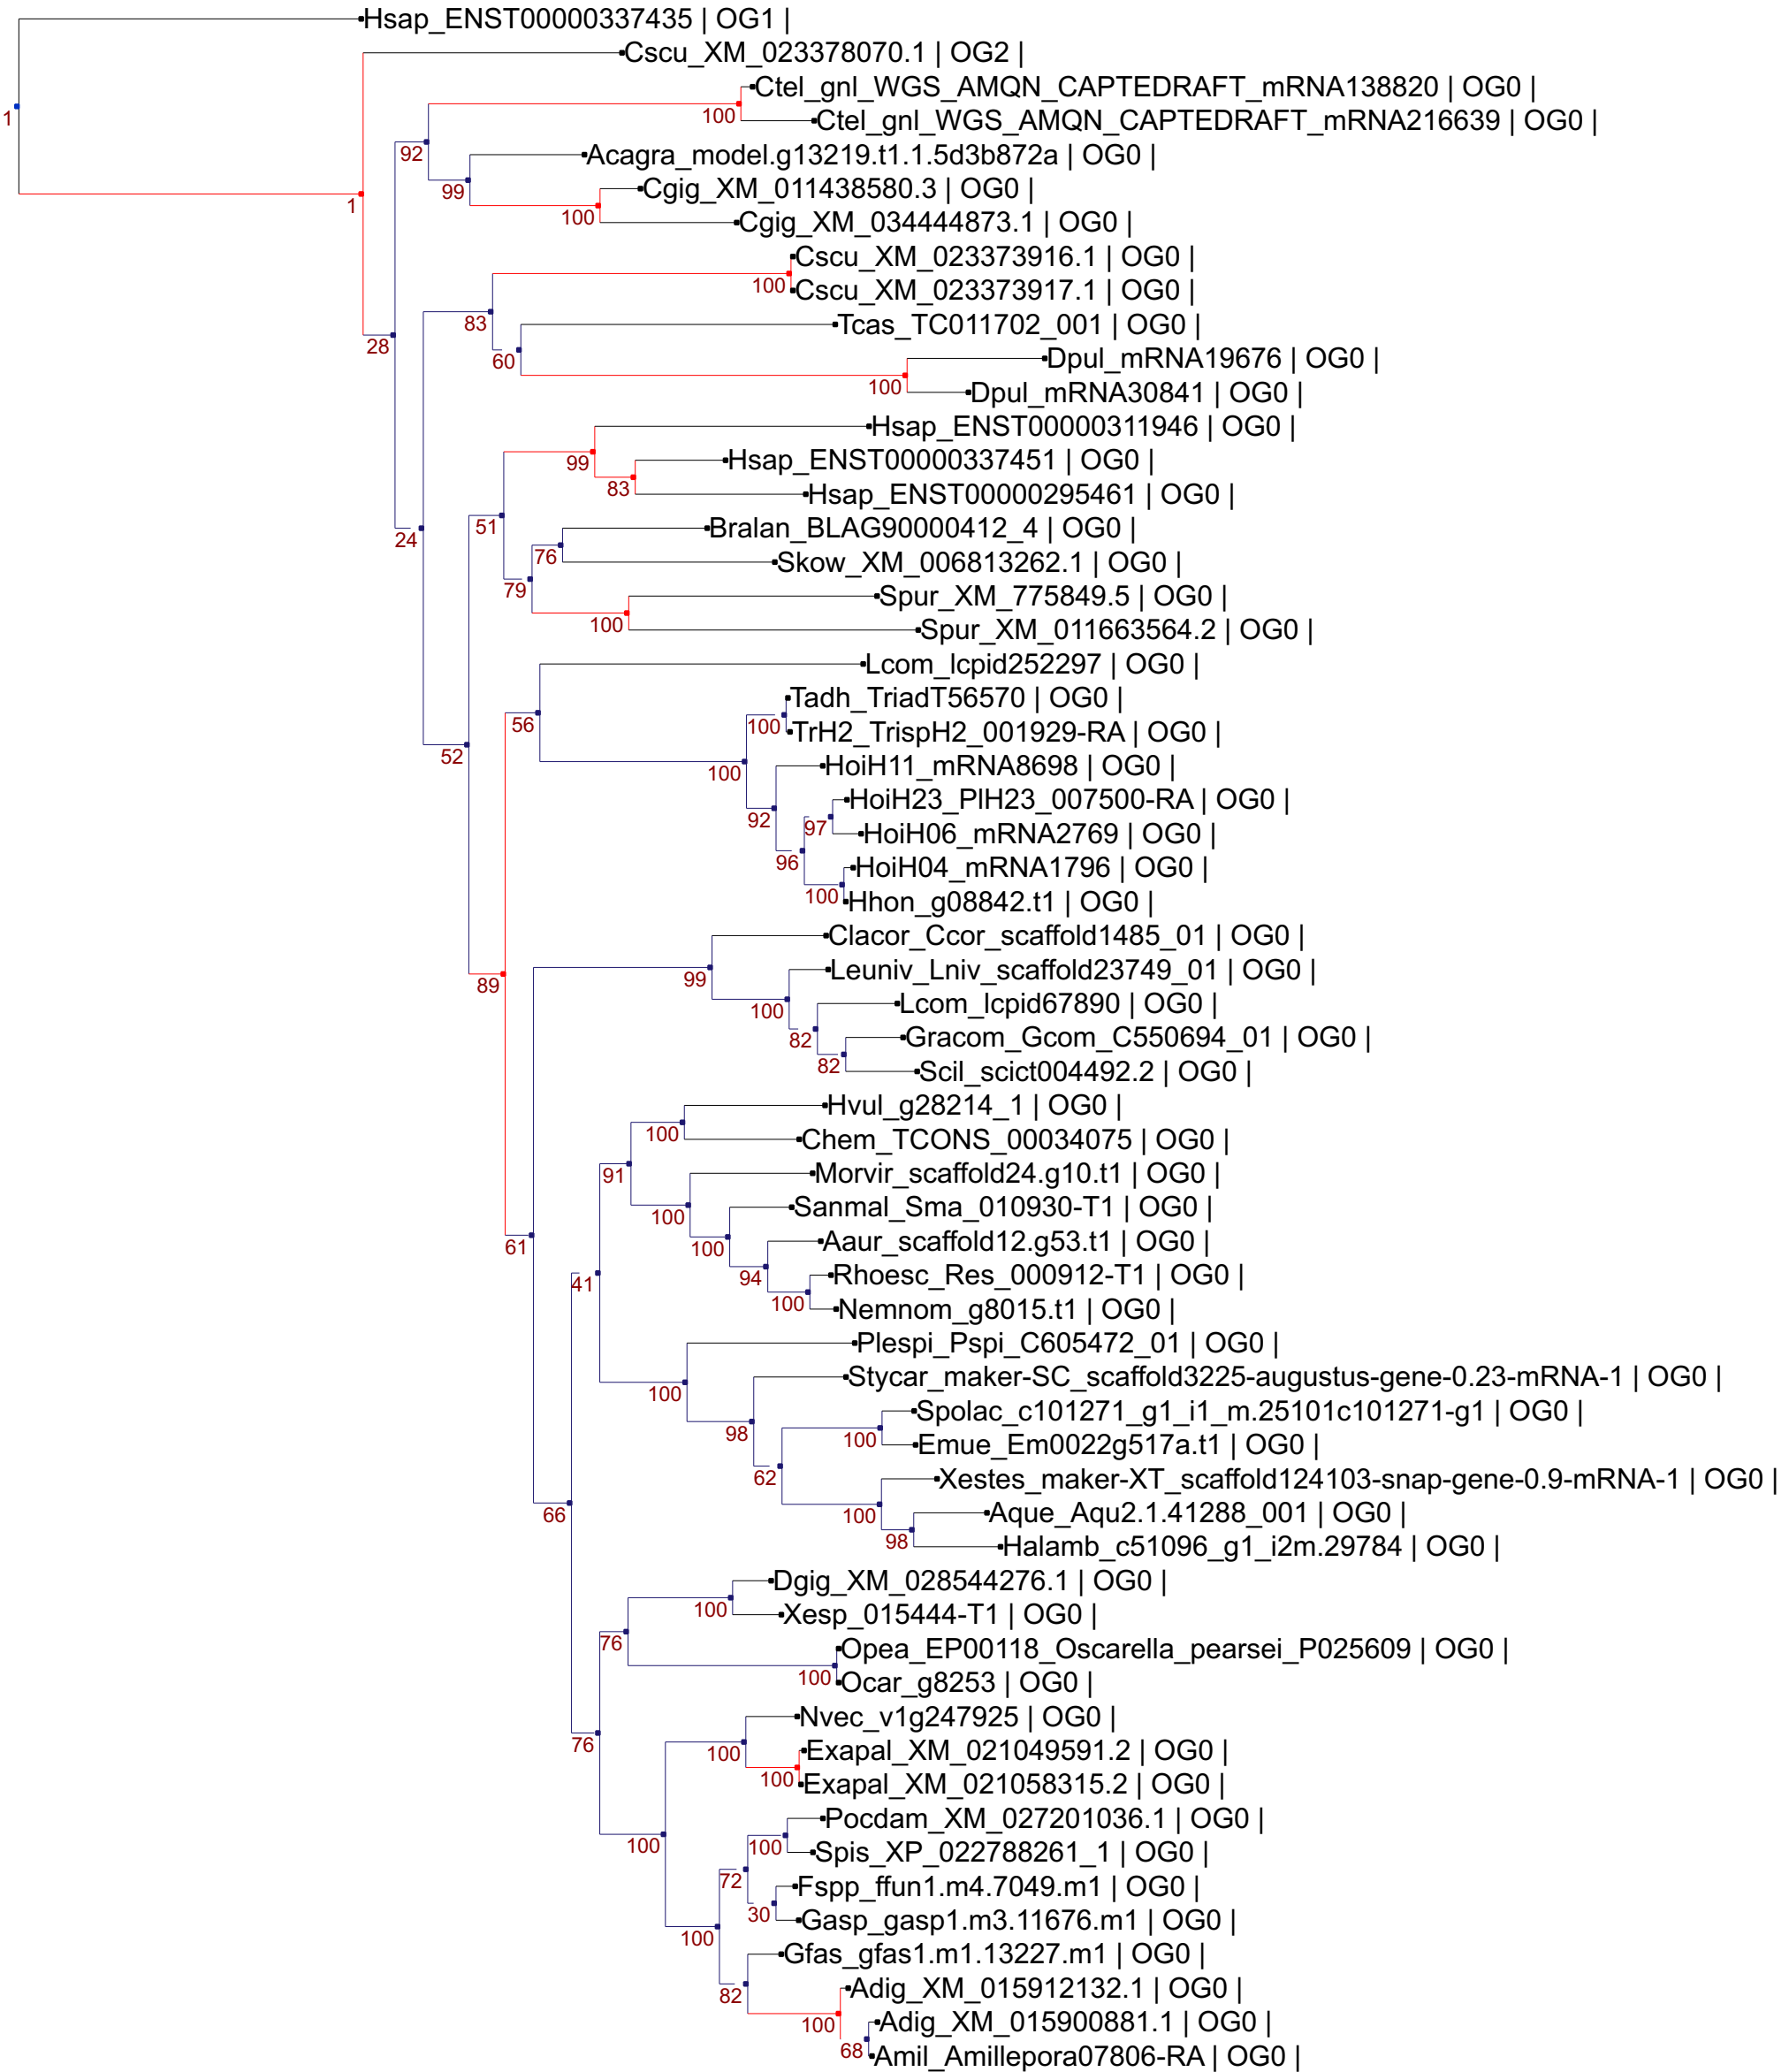 Hsap_ENST00000337435 | OG1 |
Cscu_XM_023378070.1 | OG2 |
Ctel_gnl_WGS_AMQN_CAPTEDRAFT_mRNA138820 | OG0 |
100
Ctel_gnl_WGS_AMQN_CAPTEDRAFT_mRNA216639 | OG0 |
1
92
Acagra_model.g13219.t1.1.5d3b872a | OG0 |
99
Cgig_XM_011438580.3 | OG0 |
1
100
Cgig_XM_034444873.1 | OG0 |
Cscu_XM_023373916.1 | OG0 |
100
Cscu_XM_023373917.1 | OG0 |
83
Tcas_TC011702_001 | OG0 |
28
60
Dpul_mRNA19676 | OG0 |
100
Dpul_mRNA30841 | OG0 |
Hsap_ENST00000311946 | OG0 |
99
Hsap_ENST00000337451 | OG0 |
83
Hsap_ENST00000295461 | OG0 |
51
Bralan_BLAG90000412_4 | OG0 |
24
76
Skow_XM_006813262.1 | OG0 |
79
Spur_XM_775849.5 | OG0 |
100
Spur_XM_011663564.2 | OG0 |
Lcom_lcpid252297 | OG0 |
Tadh_TriadT56570 | OG0 |
56
100
TrH2_TrispH2_001929-RA | OG0 |
52
100
HoiH11_mRNA8698 | OG0 |
HoiH23_PlH23_007500-RA | OG0 |
92
97
HoiH06_mRNA2769 | OG0 |
96
HoiH04_mRNA1796 | OG0 |
100
Hhon_g08842.t1 | OG0 |
Clacor_Ccor_scaffold1485_01 | OG0 |
89
99
Leuniv_Lniv_scaffold23749_01 | OG0 |
100
Lcom_lcpid67890 | OG0 |
82
Gracom_Gcom_C550694_01 | OG0 |
82
Scil_scict004492.2 | OG0 |
Hvul_g28214_1 | OG0 |
100
Chem_TCONS_00034075 | OG0 |
91
Morvir_scaffold24.g10.t1 | OG0 |
100
Sanmal_Sma_010930-T1 | OG0 |
61
100
Aaur_scaffold12.g53.t1 | OG0 |
41
94
Rhoesc_Res_000912-T1 | OG0 |
100
Nemnom_g8015.t1 | OG0 |
Plespi_Pspi_C605472_01 | OG0 |
100
Stycar_maker-SC_scaffold3225-augustus-gene-0.23-mRNA-1 | OG0 |
Spolac_c101271_g1_i1_m.25101c101271-g1 | OG0 |
98
100
Emue_Em0022g517a.t1 | OG0 |
62
Xestes_maker-XT_scaffold124103-snap-gene-0.9-mRNA-1 | OG0 |
66
100
Aque_Aqu2.1.41288_001 | OG0 |
98
Halamb_c51096_g1_i2m.29784 | OG0 |
Dgig_XM_028544276.1 | OG0 |
100
Xesp_015444-T1 | OG0 |
76
Opea_EP00118_Oscarella_pearsei_P025609 | OG0 |
100
Ocar_g8253 | OG0 |
Nvec_v1g247925 | OG0 |
76
100
Exapal_XM_021049591.2 | OG0 |
100
Exapal_XM_021058315.2 | OG0 |
Pocdam_XM_027201036.1 | OG0 |
100
100
Spis_XP_022788261_1 | OG0 |
72
Fspp_ffun1.m4.7049.m1 | OG0 |
30
Gasp_gasp1.m3.11676.m1 | OG0 |
100
Gfas_gfas1.m1.13227.m1 | OG0 |
82
Adig_XM_015912132.1 | OG0 |
100
Adig_XM_015900881.1 | OG0 |
68
Amil_Amillepora07806-RA | OG0 |